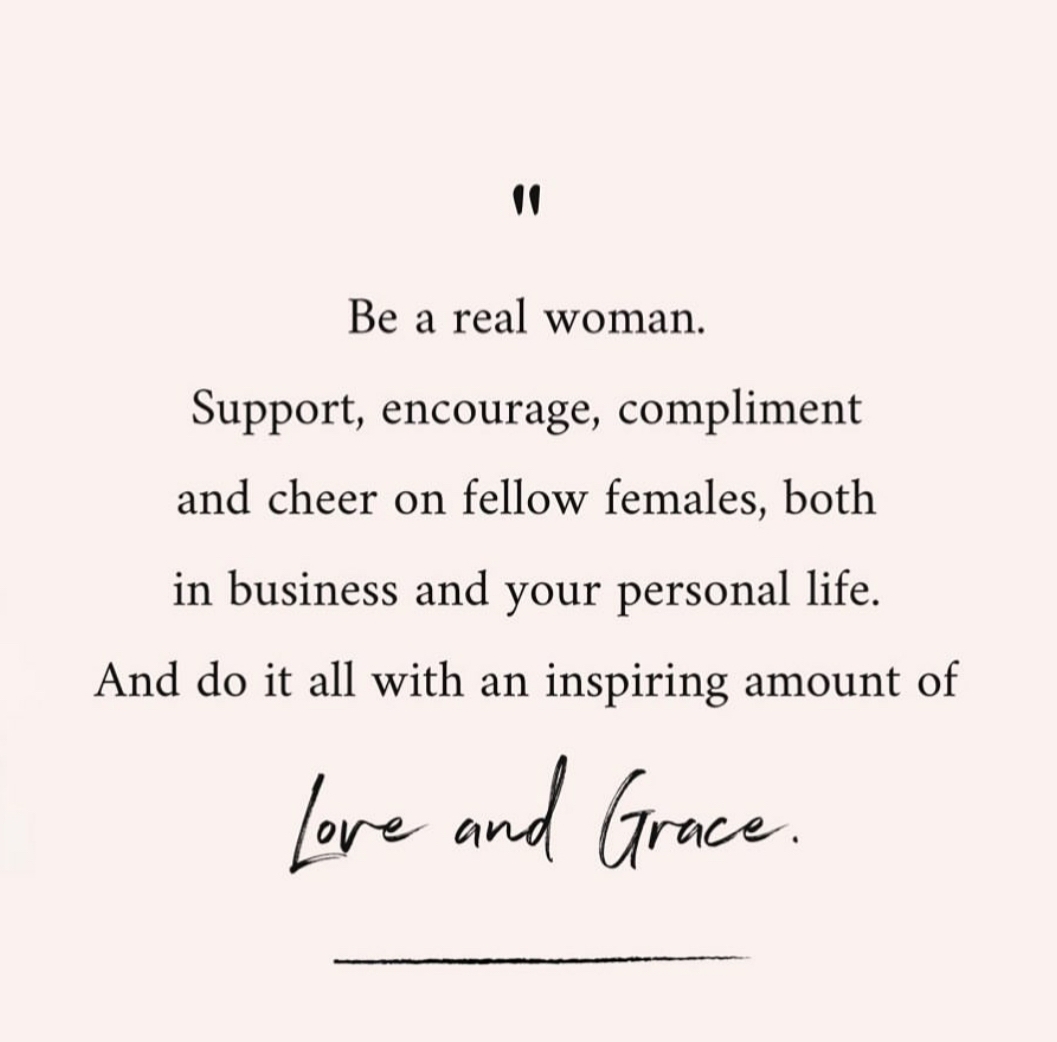 "
Be a real woman.
Support, encourage, compliment
and cheer on fellow females, both
in business and your personal life.
And do it all with an inspiring amount of
Love and Grace.